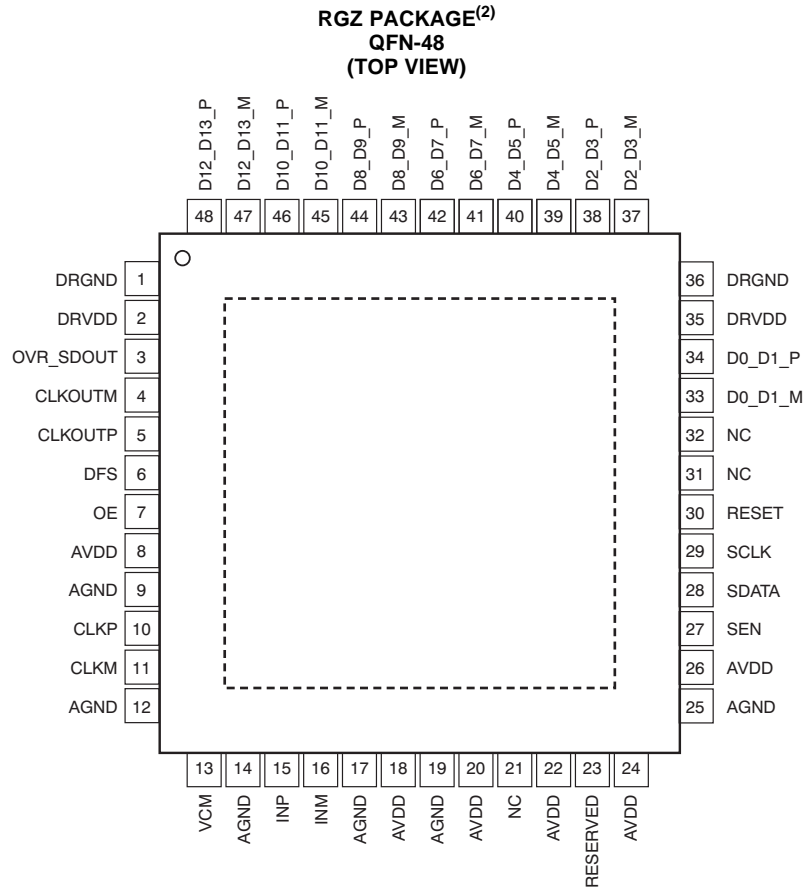 RGZ PACKAGE(2)
QFN-48
(TOP VIEW)
D12_D13_P
D12_D13_M
D10_D11_P
D10_D11_M
D8_D9_P
D8_D9_M
D6_D7_P
D6_D7_M
D4_D5_P
D4_D5_M
D2_D3_P
D2_D3_M
48 47 46 45 44 43 42 41 40 39 38 37
DRGND 1
DRVDD 2
OVR_SDOUT 3
CLKOUTM 4
CLKOUTP 5
DFS 6
OE 7
AVDD 8
AGND 9
CLKP 10
CLKM 11
AGND 12
36 DRGND
35 DRVDD
34 D0_D1_P
33 D0_D1_M
32 NC
31 NC
30 RESET
29 SCLK
28 SDATA
27 SEN
26 AVDD
25 AGND
13 14 15 16 17 18 19 20 21 22 23 24
VCM
AGND
INP
INM
AGND
AVDD
AGND
AVDD
NC
AVDD
RESERVED
AVDD